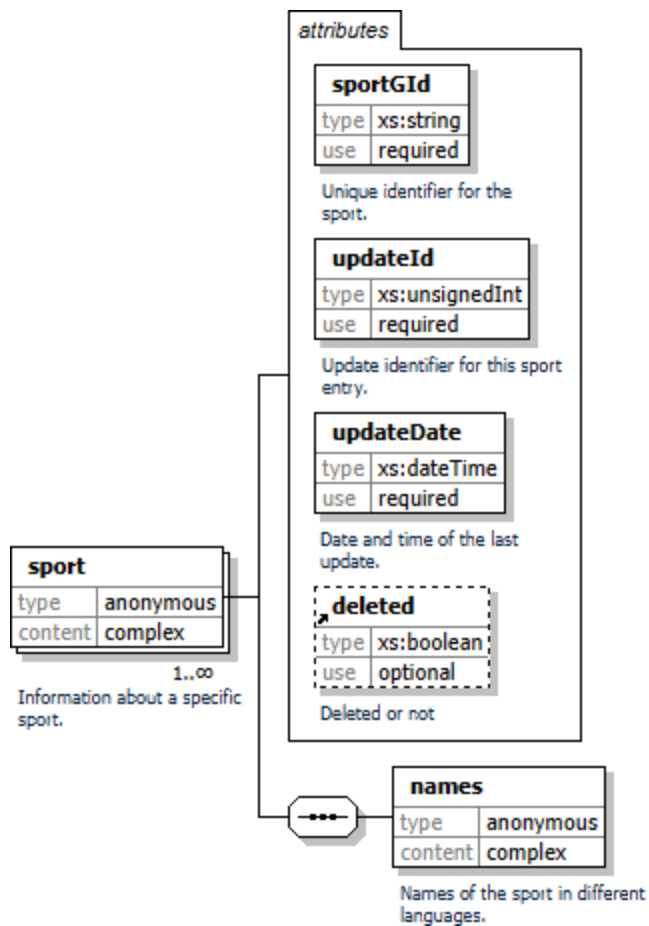 attributes
sportGId
type xs:string
use required
Unique identifier for the
sport.
updateId
type xs:unsignedInt
use required
Update identifier for this sport
entry.
updateDate
type xs:dateTime
use required
Date and time of the last
update.
deleted
type xs:boolean
use optional
Deleted or not
sport
type anonymous
content complex
1..∞
Information about a specific
sport.
names
type anonymous
content complex
Names of the sport in different
languages.